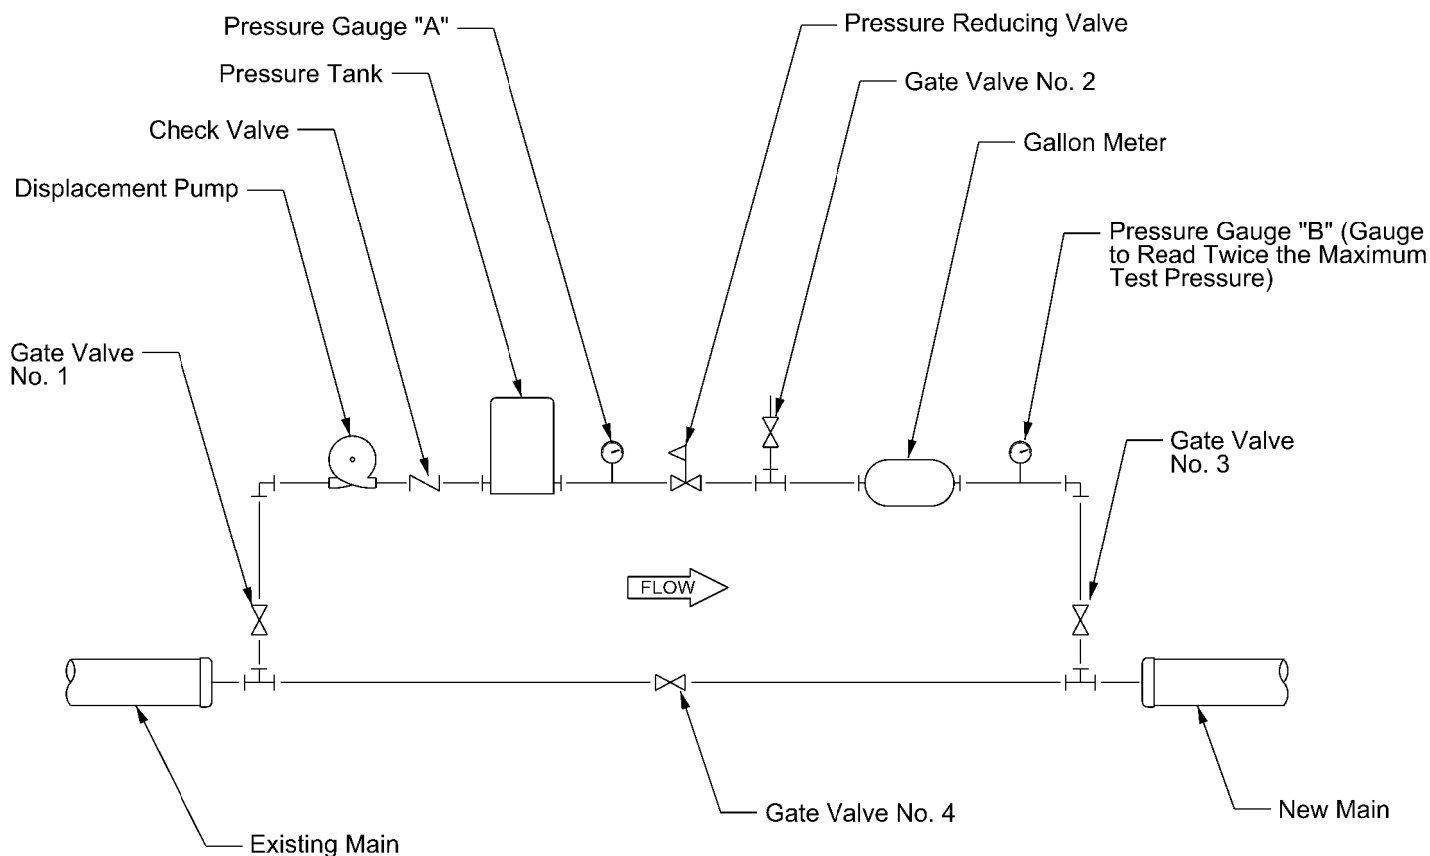 Pressure Gauge "A"
Pressure Reducing Valve
Pressure Tank
Gate Valve No. 2
Check Valve
Gallon Meter
Displacement Pump
Pressure Gauge "B" (Gauge
to Read Twice the Maximum
Test Pressure)
Gate Valve
No. 1
Gate Valve
No. 3
FLOW
Gate Valve No. 4
New Main
Existing Main